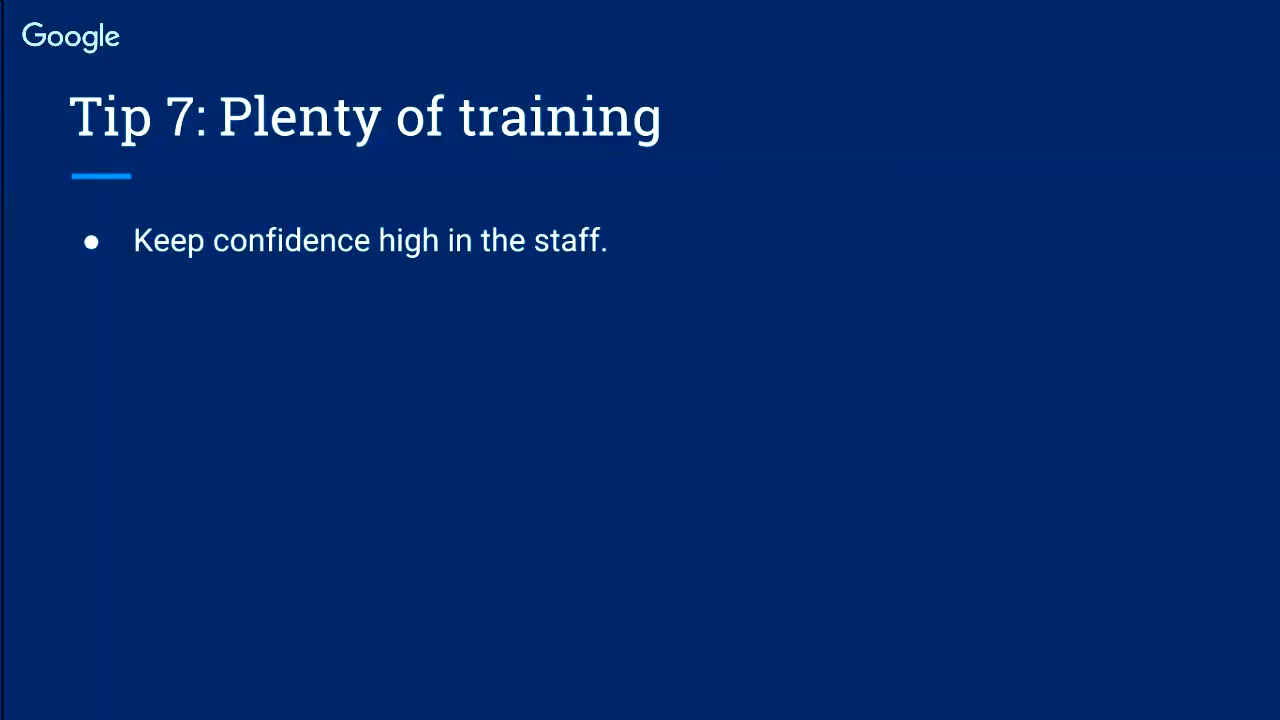 Google
Tip 7: Plenty of training
● Keep confidence high in the staff.